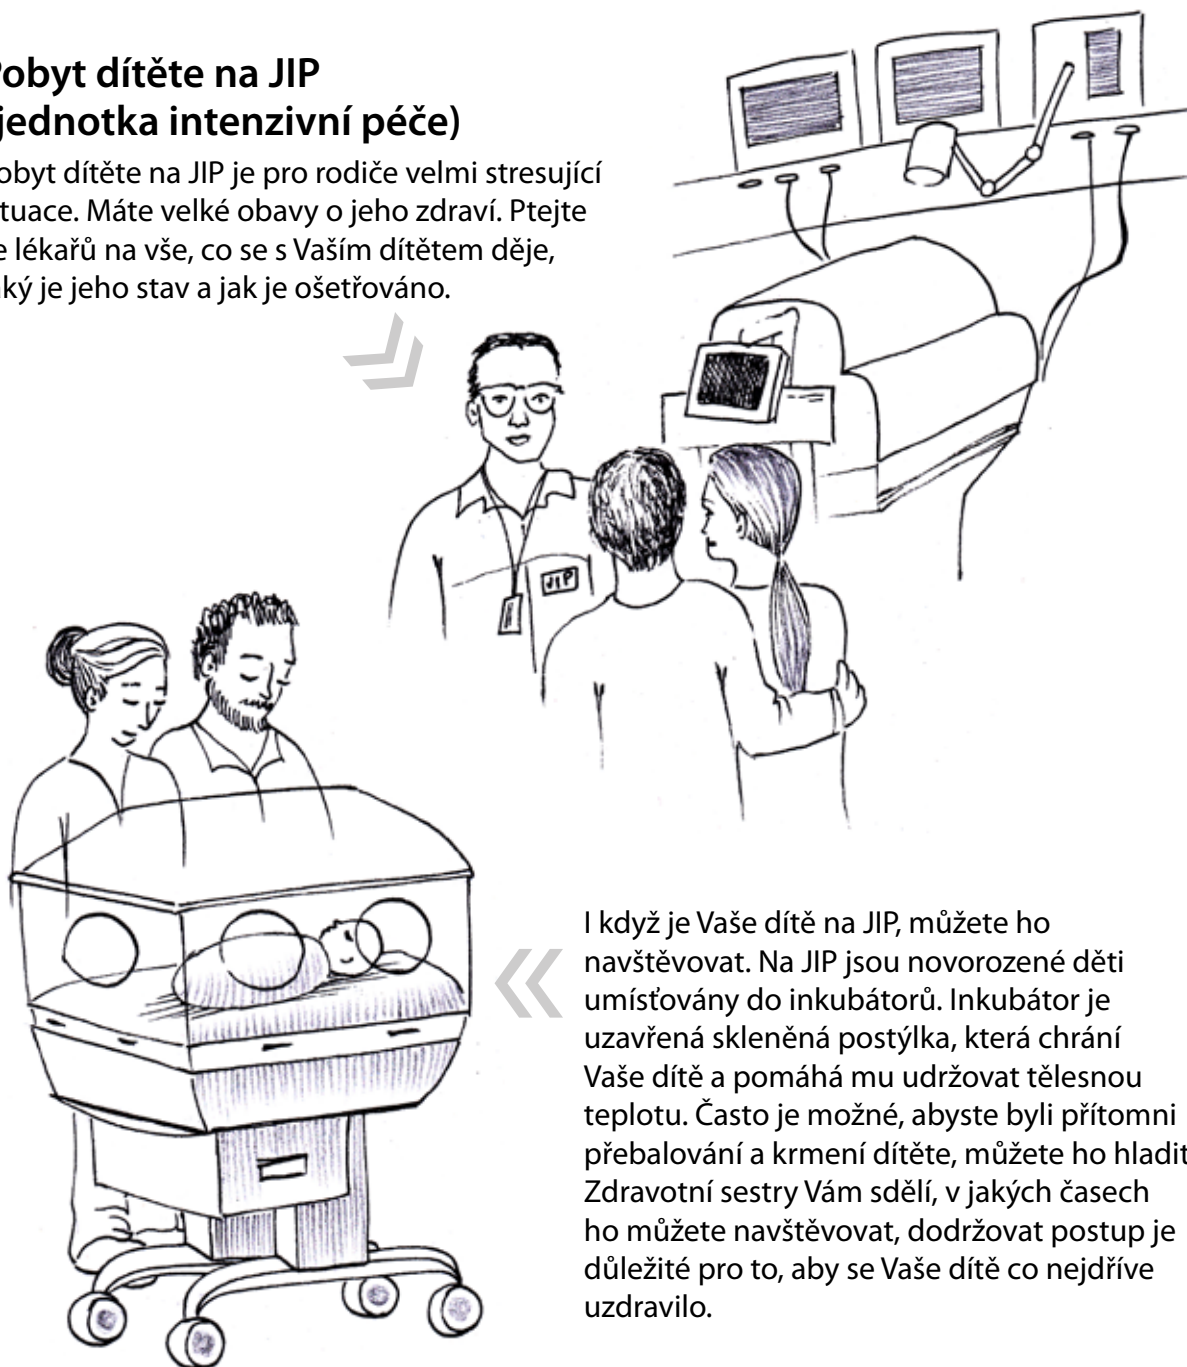 Pobyt dítěte na JIP
(jednotka intenzivní péče)
Pobyt dítěte na JIP je pro rodiče velmi stresující
situace. Máte velké obavy o jeho zdraví. Ptejte
se lékařů na vše, co se s Vaším dítětem děje,
jaký je jeho stav a jak je ošetřováno.
JIP
I když je Vaše dítě na JIP, můžete ho
navštěvovat. Na JIP jsou novorozené děti
umísťovány do inkubátorů. Inkubátor je
uzavřená skleněná postýlka, která chrání
Vaše dítě a pomáhá mu udržovat tělesnou
teplotu. Často je možné, abyste byli přítomni
přebalování a krmení dítěte, můžete ho hladit
Zdravotní sestry Vám sdělí, v jakých časech
ho můžete navštěvovat, dodržovat postup je
důležité pro to, aby se Vaše dítě co nejdříve
uzdravilo.